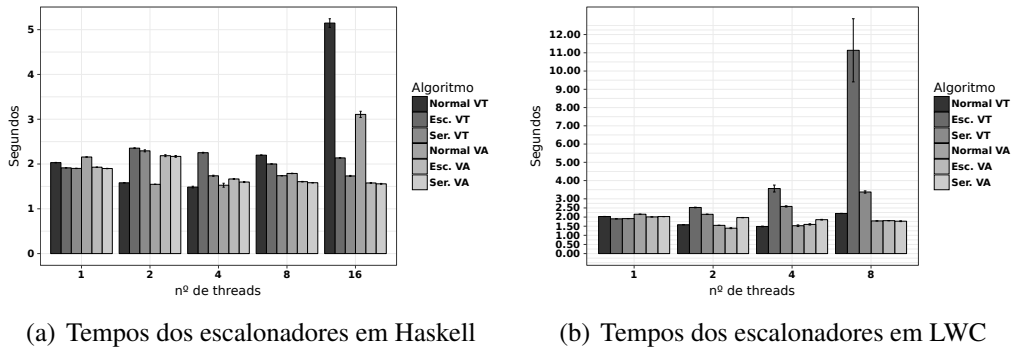 5
4
3
2
1
0
Segundos
1
2
4
8
16
nº de threads
Algoritmo
Normal VT
Esc. VT
Ser. VT
Normal VA
Esc. VA
Ser. VA
(a) Tempos dos escalonadores em Haskell
12.00
11.00
10.00
9.00
8.00
7.00
6.00
5.00
4.00
3.00
2.50
2.00
1.50
1.00
0.50
0.00
Segundos
1
2
4
8
nº de threads
Algoritmo
Normal VT
Esc. VT
Ser. VT
Normal VA
Esc. VA
Ser. VA
(b) Tempos dos escalonadores em LWC